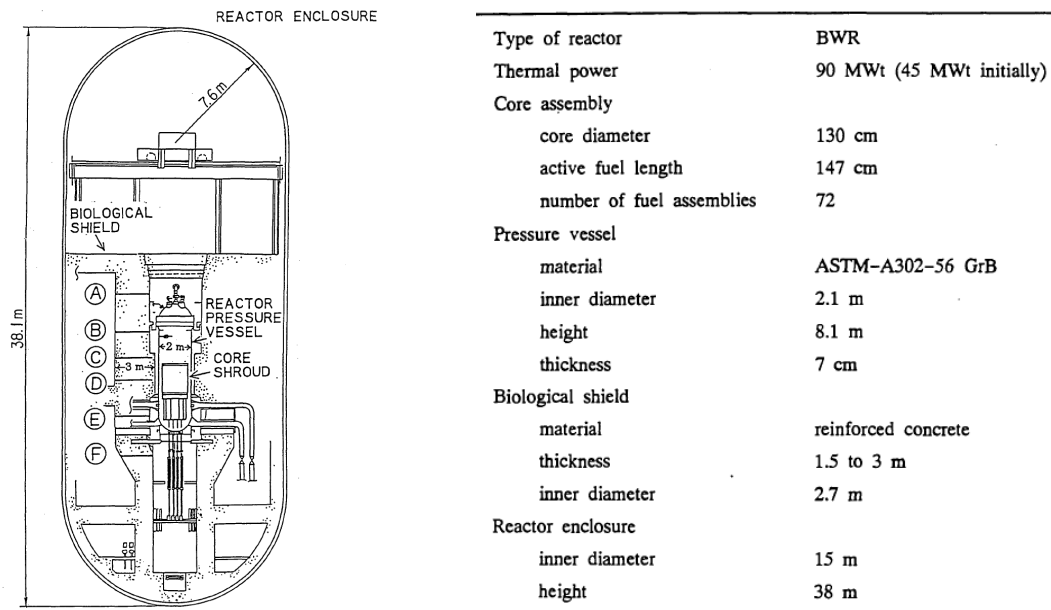 REACTOR ENCLOSURE
7.6m
38.1m
BIOLOGICAL
SHIELD
A
B
C
D
E
F
REACTOR
PRESSURE
VESSEL
2 m
CORE
SHROUD
3 m
Type of reactor BWR
Thermal power 90 MWt (45 MWt initially)
Core assembly
core diameter 130 cm
active fuel length 147 cm
number of fuel assemblies 72
Pressure vessel
material ASTM-A302-56 GrB
inner diameter 2.1 m
height 8.1 m
thickness 7 cm
Biological shield
material reinforced concrete
thickness 1.5 to 3 m
inner diameter 2.7 m
Reactor enclosure
inner diameter 15 m
height 38 m